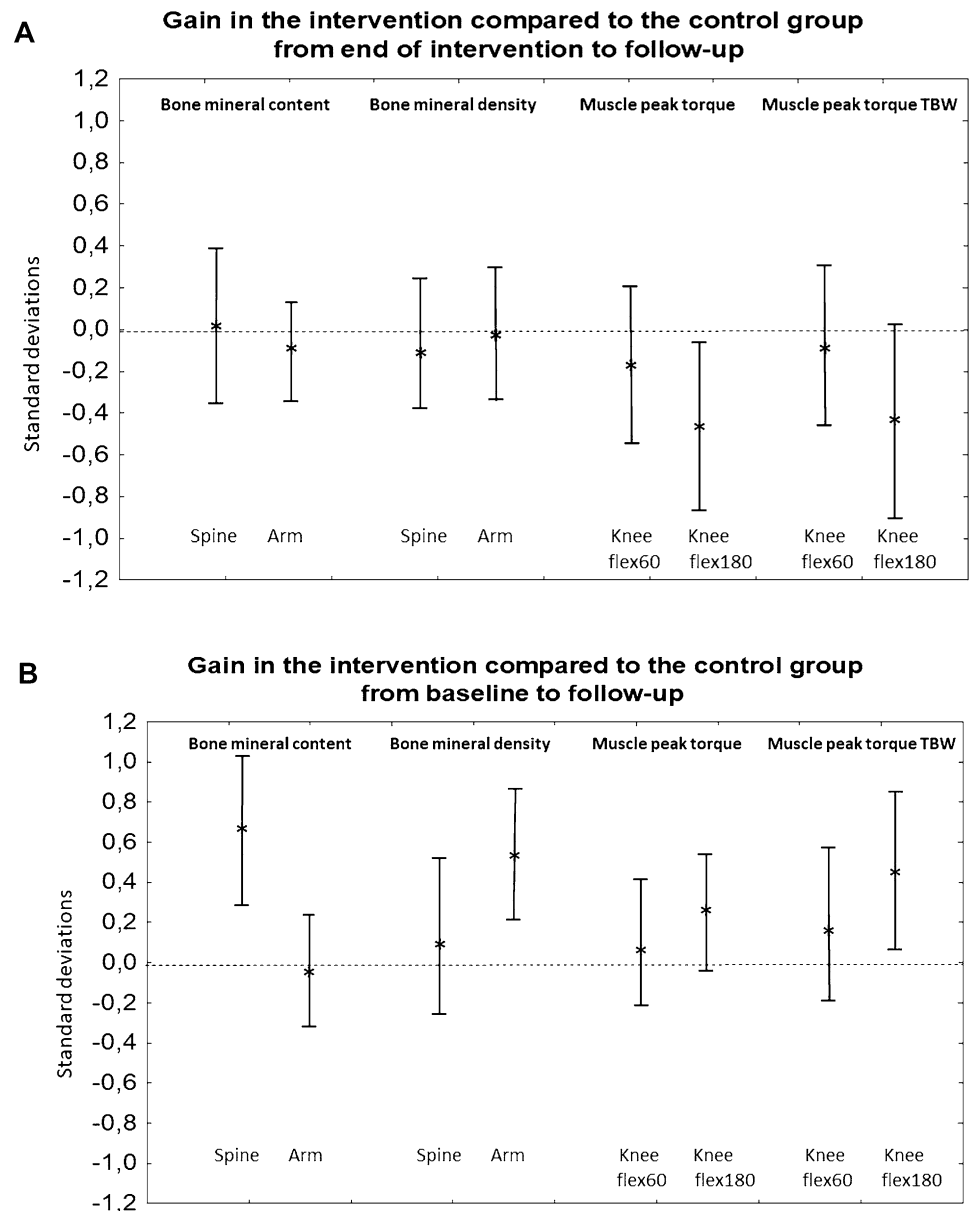 A
Gain in the intervention compared to the control group
from end of intervention to follow-up
Bone mineral content Bone mineral density Muscle peak torque Muscle peak torque TBW
1,2
1,0
0,8
0,6
0,4
0,2
0,0
-0,2
-0,4
-0,6
-0,8
-1,0
-1,2
Standard deviations
Spine Arm Spine Arm Knee Knee Knee Knee
flex60 flex180 flex60 flex180
B
Gain in the intervention compared to the control group
from baseline to follow-up
Bone mineral content Bone mineral density Muscle peak torque Muscle peak torque TBW
1,2
1,0
0,8
0,6
0,4
0,2
0,0
-0,2
-0,4
-0,6
-0,8
-1,0
-1,2
Standard deviations
Spine Arm Spine Arm Knee Knee Knee Knee
flex60 flex180 flex60 flex180